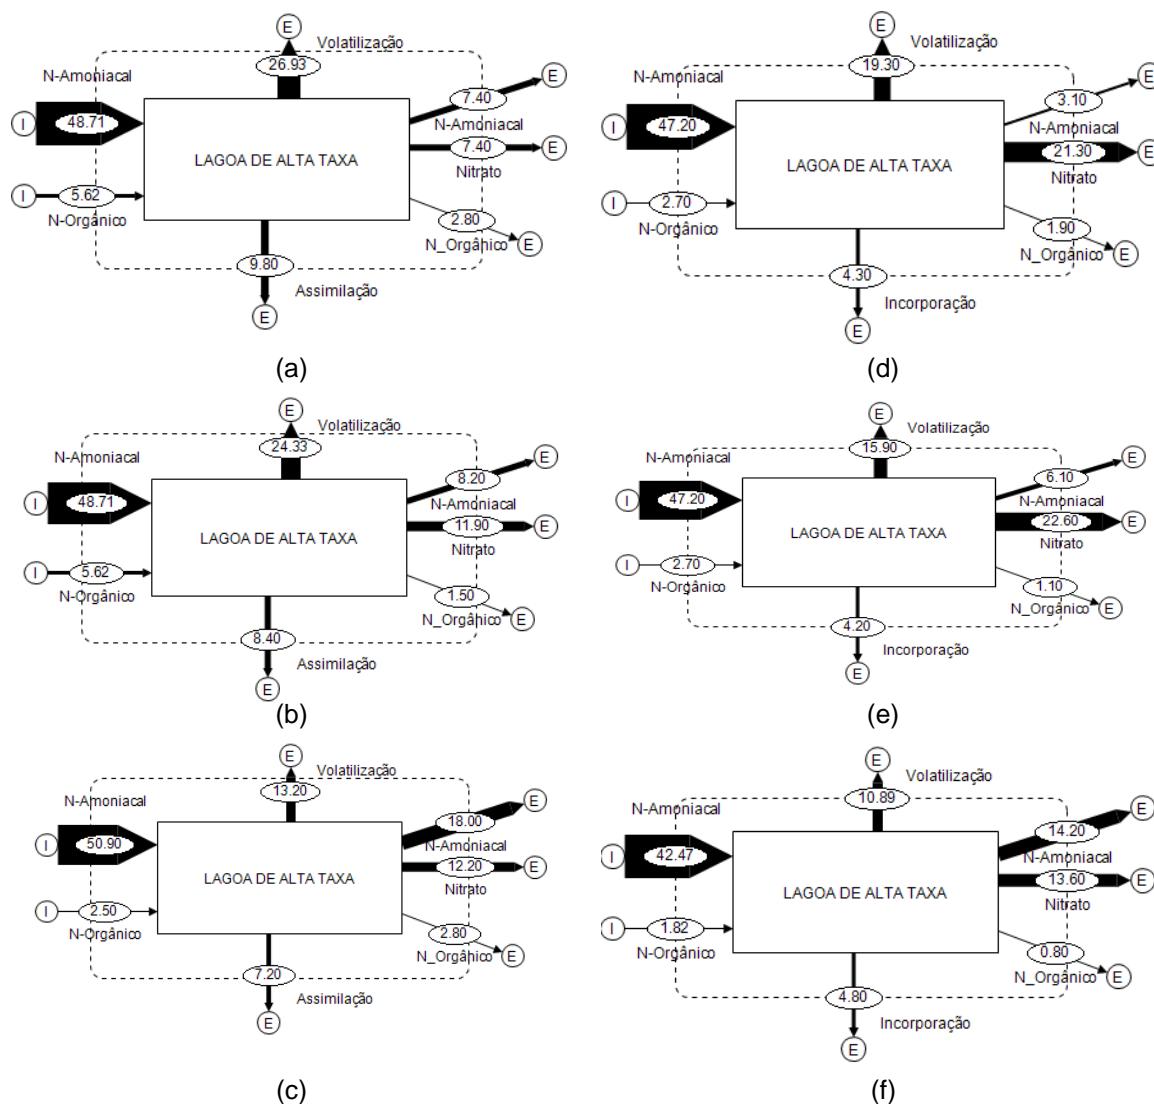 E
Volatilização
26.93
N-Amoniacal
E
7.40
I
48.71
N-Amoniacal
LAGOA DE ALTA TAXA
7.40
E
Nitrato
I
5.62
N-Orgânico
2.80
N_Orgânico
E
9.80
Assimilação
E
(a)
E
Volatilização
19.30
N-Amoniacal
E
3.10
I
47.20
N-Amoniacal
LAGOA DE ALTA TAXA
21.30
E
Nitrato
I
2.70
N-Orgânico
1.90
N_Orgânico
E
4.30
Incorporação
E
(d)
E
Volatilização
24.33
N-Amoniacal
E
8.20
I
48.71
N-Amoniacal
LAGOA DE ALTA TAXA
11.90
E
Nitrato
I
5.62
N-Orgânico
1.50
N_Orgânico
E
8.40
Assimilação
E
(b)
E
Volatilização
15.90
N-Amoniacal
E
6.10
I
47.20
N-Amoniacal
LAGOA DE ALTA TAXA
22.60
E
Nitrato
I
2.70
N-Orgânico
1.10
N_Orgânico
E
4.20
Incorporação
E
(e)
E
Volatilização
13.20
N-Amoniacal
E
18.00
I
50.90
N-Amoniacal
LAGOA DE ALTA TAXA
12.20
E
Nitrato
I
2.50
N-Orgânico
2.80
N_Orgânico
E
7.20
Assimilação
E
(c)
E
Volatilização
10.89
N-Amoniacal
E
14.20
I
42.47
N-Amoniacal
LAGOA DE ALTA TAXA
13.60
E
Nitrato
I
1.82
N-Orgânico
0.80
N_Orgânico
E
4.80
Incorporação
E
(f)